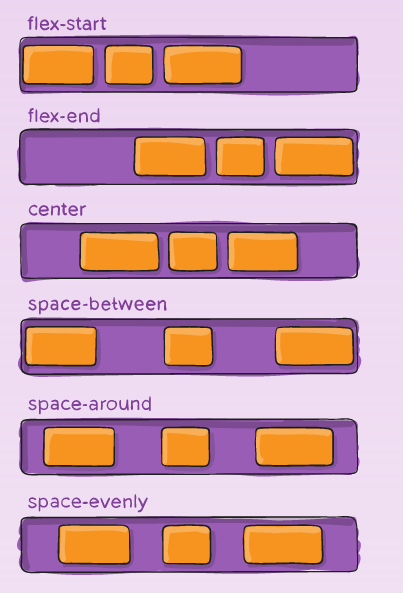 flex-start
flex-end
center
space-between
space-around
space-evenly